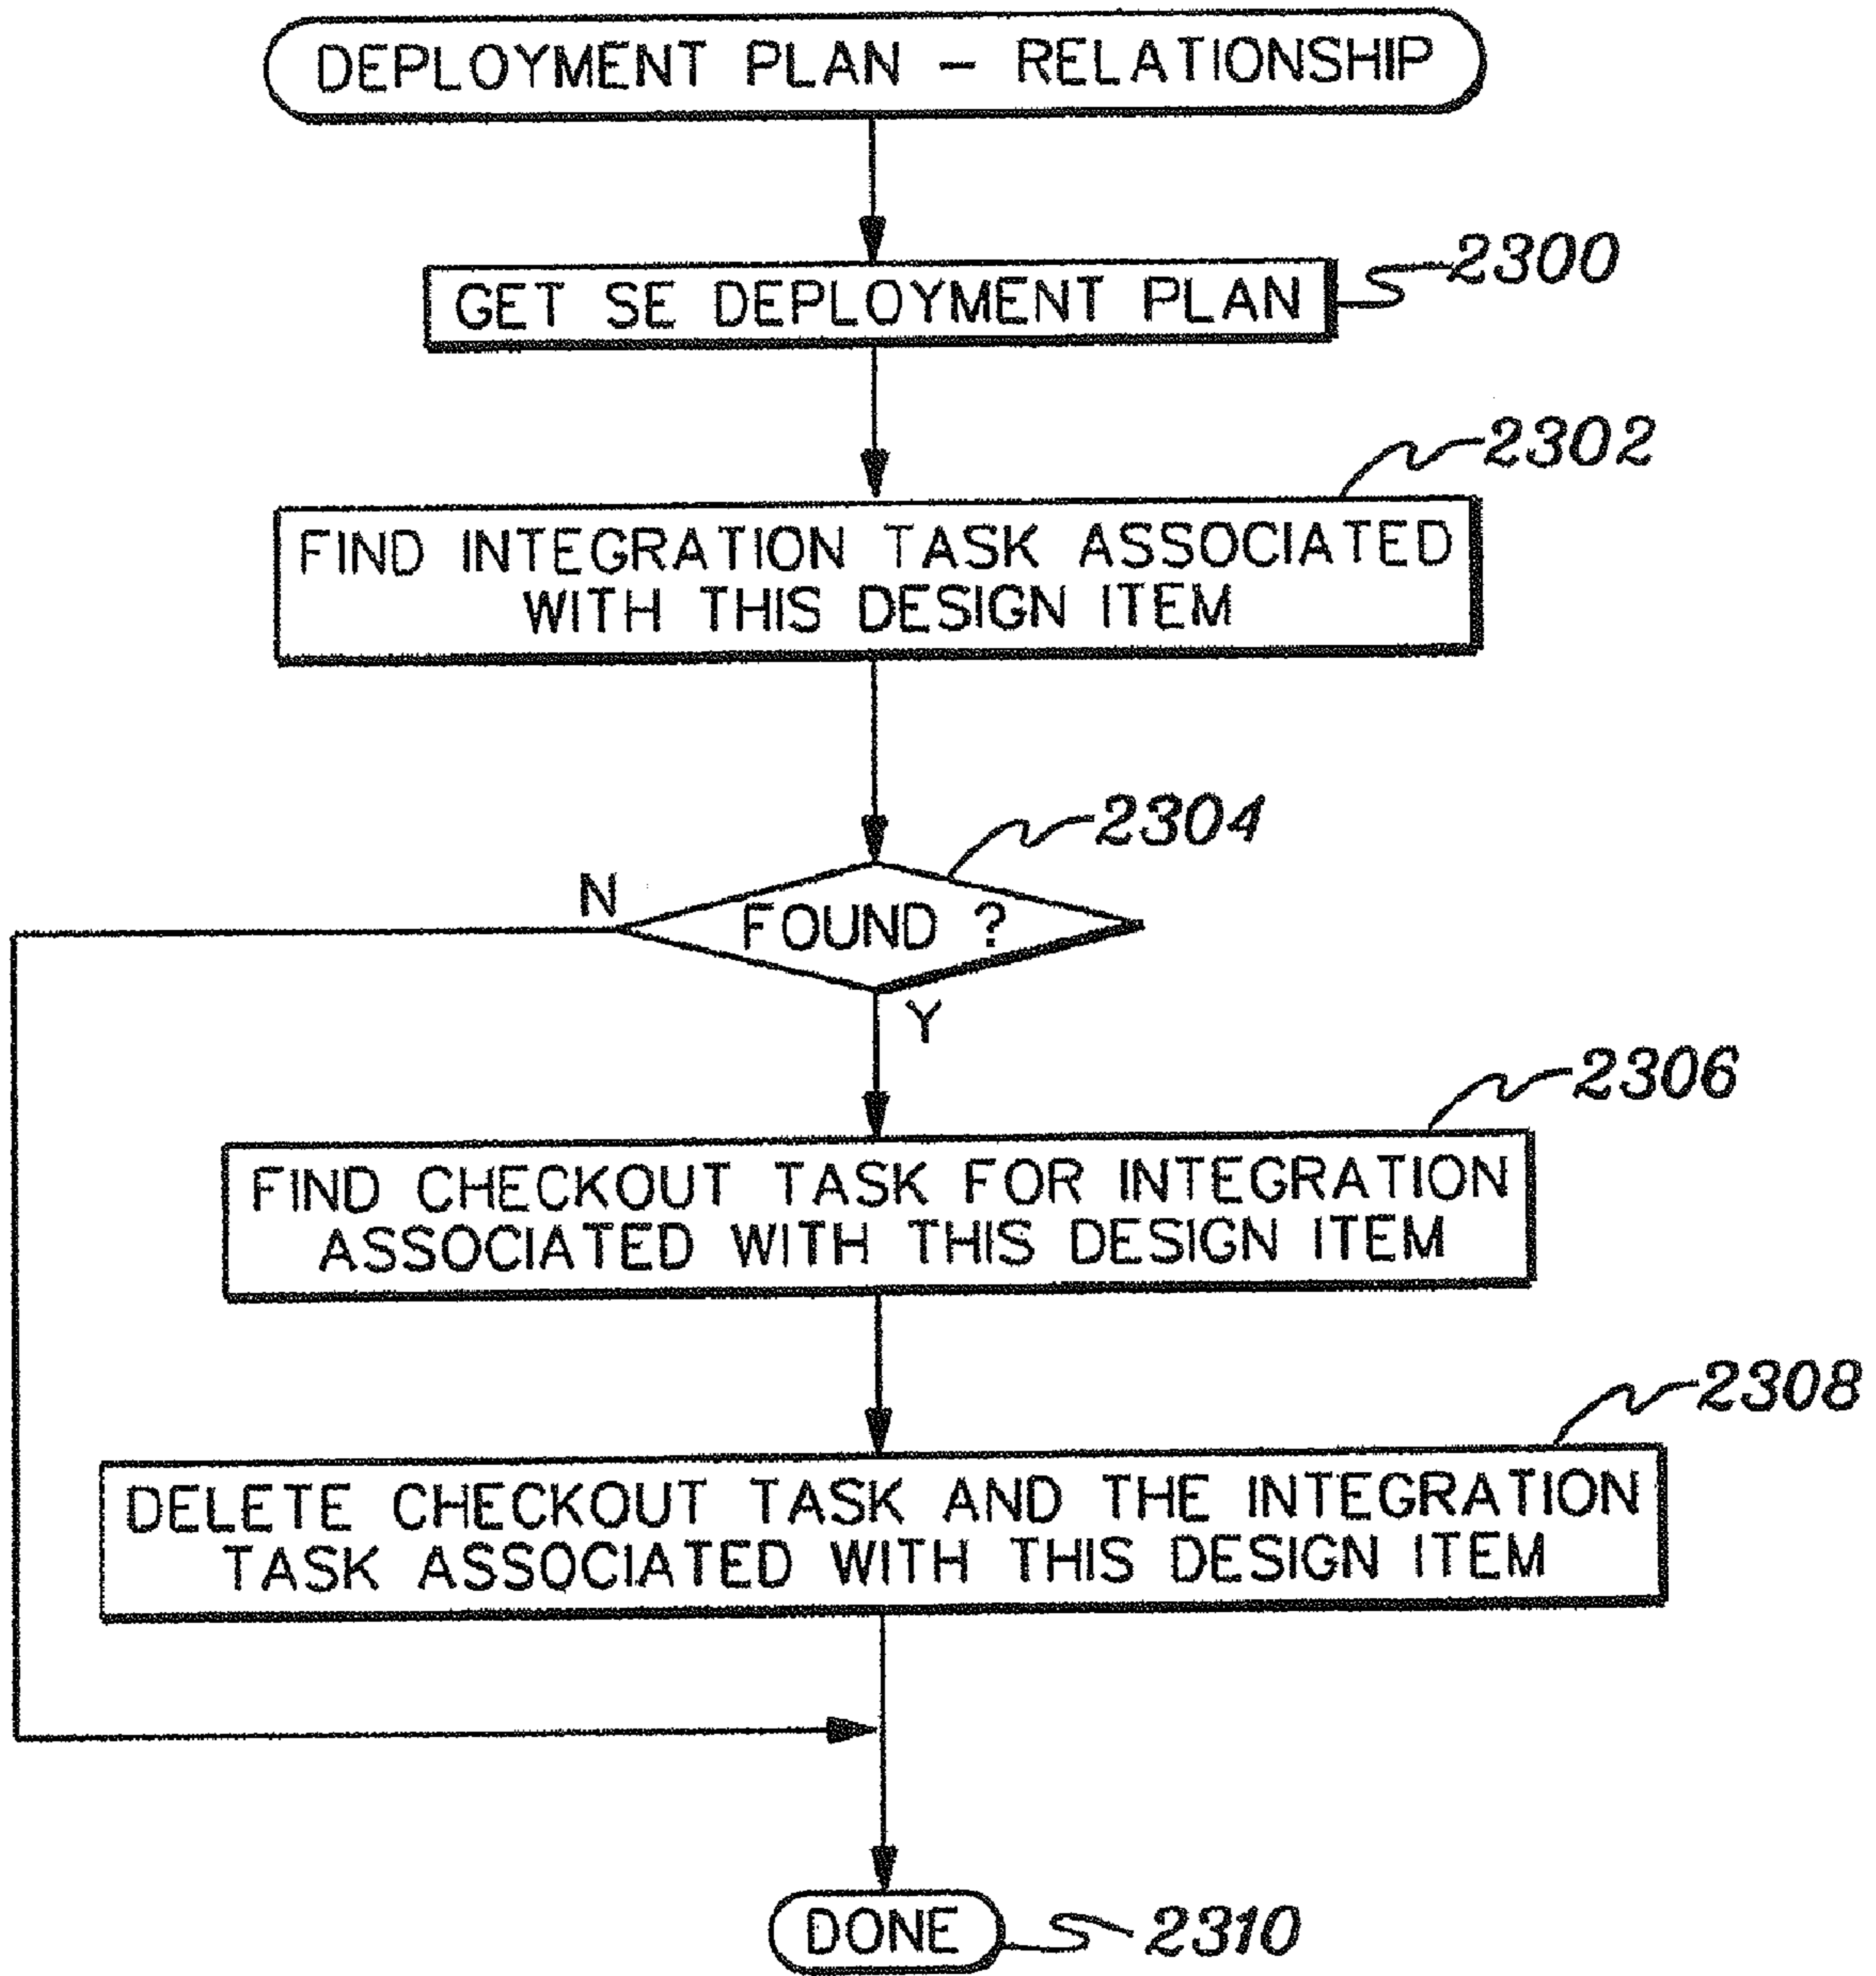 DEPLOYMENT PLAN - RELATIONSHIP
GET SE DEPLOYMENT PLAN
2300
2302
FIND INTEGRATION TASK ASSOCIATED
WITH THIS DESIGN ITEM
2304
N
FOUND ?
Y
2306
FIND CHECKOUT TASK FOR INTEGRATION
ASSOCIATED WITH THIS DESIGN ITEM
2308
DELETE CHECKOUT TASK AND THE INTEGRATION
TASK ASSOCIATED WITH THIS DESIGN ITEM
DONE
2310